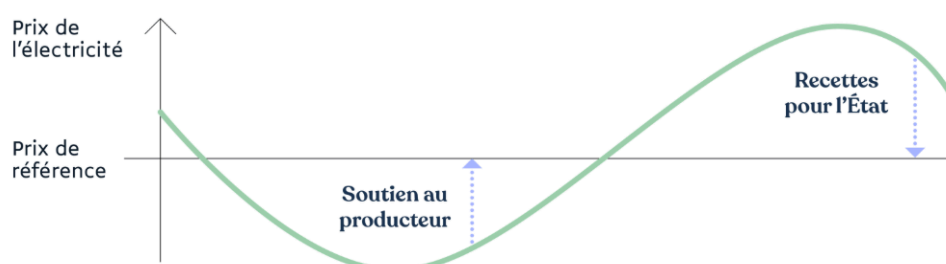 Prix de
l’électricité
Recettes
pour l’État
Prix de
référence
Soutien au
producteur